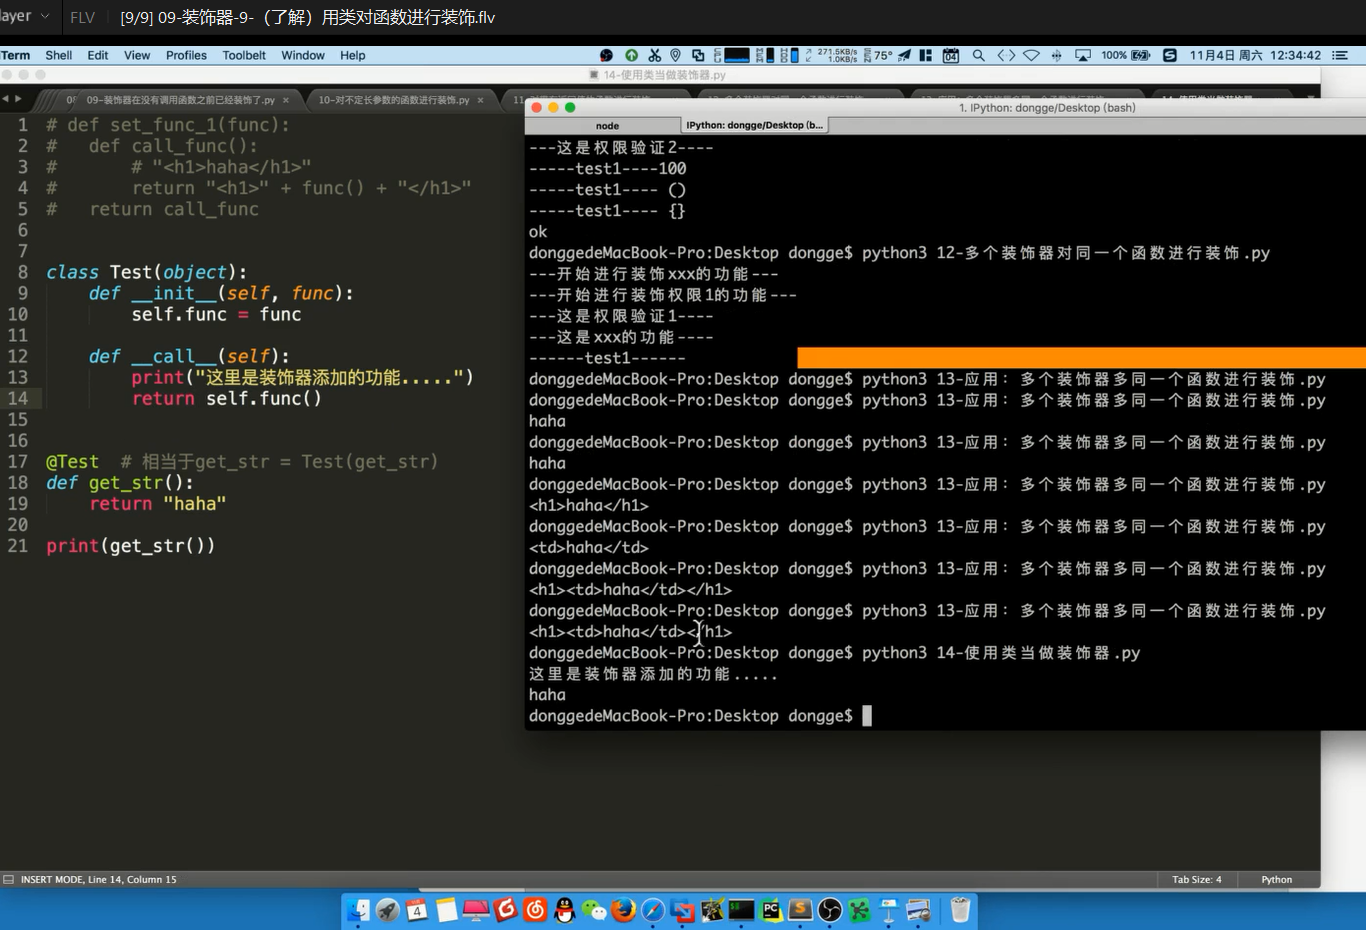 layer FLV [9/9] 09-装饰器-9-（了解）用类对函数进行装饰.flv
iTerm Shell Edit View Profiles Toolbelt Window Help 271.5KB/s 1.0KB/s 75° 04 100% 11月4日 周六 12:34:42
14-使用类当做装饰器.py
09-装饰器在没有调用函数之前已经装饰了.py × 10-对不定长参数的函数进行装饰.py ×
1 # def set_func_1(func):
2 # def call_func():
3 # # "<h1>haha</h1>"
4 # return "<h1>" + func() + "</h1>"
5 # return call_func
6
7
8 class Test(object):
9 def __init__(self, func):
10 self.func = func
11
12 def __call__(self):
13 print("这里是装饰器添加的功能.....")
14 return self.func()
15
16
17 @Test # 相当于get_str = Test(get_str)
18 def get_str():
19 return "haha"
20
21 print(get_str())
1. IPython: dongge/Desktop (bash)
node IPython: dongge/Desktop (b...
---这是权限验证2----
-----test1----100
-----test1---- ()
-----test1---- {}
ok
donggedeMacBook-Pro:Desktop dongge$ python3 12-多个装饰器对同一个函数进行装饰.py
---开始进行装饰xxx的功能---
---开始进行装饰权限1的功能---
---这是权限验证1----
---这是xxx的功能----
------test1------
donggedeMacBook-Pro:Desktop dongge$ python3 13-应用：多个装饰器多同一个函数进行装饰.py
donggedeMacBook-Pro:Desktop dongge$ python3 13-应用：多个装饰器多同一个函数进行装饰.py
haha
donggedeMacBook-Pro:Desktop dongge$ python3 13-应用：多个装饰器多同一个函数进行装饰.py
haha
donggedeMacBook-Pro:Desktop dongge$ python3 13-应用：多个装饰器多同一个函数进行装饰.py
<h1>haha</h1>
donggedeMacBook-Pro:Desktop dongge$ python3 13-应用：多个装饰器多同一个函数进行装饰.py
<td>haha</td>
donggedeMacBook-Pro:Desktop dongge$ python3 13-应用：多个装饰器多同一个函数进行装饰.py
<h1><td>haha</td></h1>
donggedeMacBook-Pro:Desktop dongge$ python3 13-应用：多个装饰器多同一个函数进行装饰.py
<h1><td>haha</td></h1>
donggedeMacBook-Pro:Desktop dongge$ python3 14-使用类当做装饰器.py
这里是装饰器添加的功能.....
haha
donggedeMacBook-Pro:Desktop dongge$
INSERT MODE, Line 14, Column 15 Tab Size: 4 Python